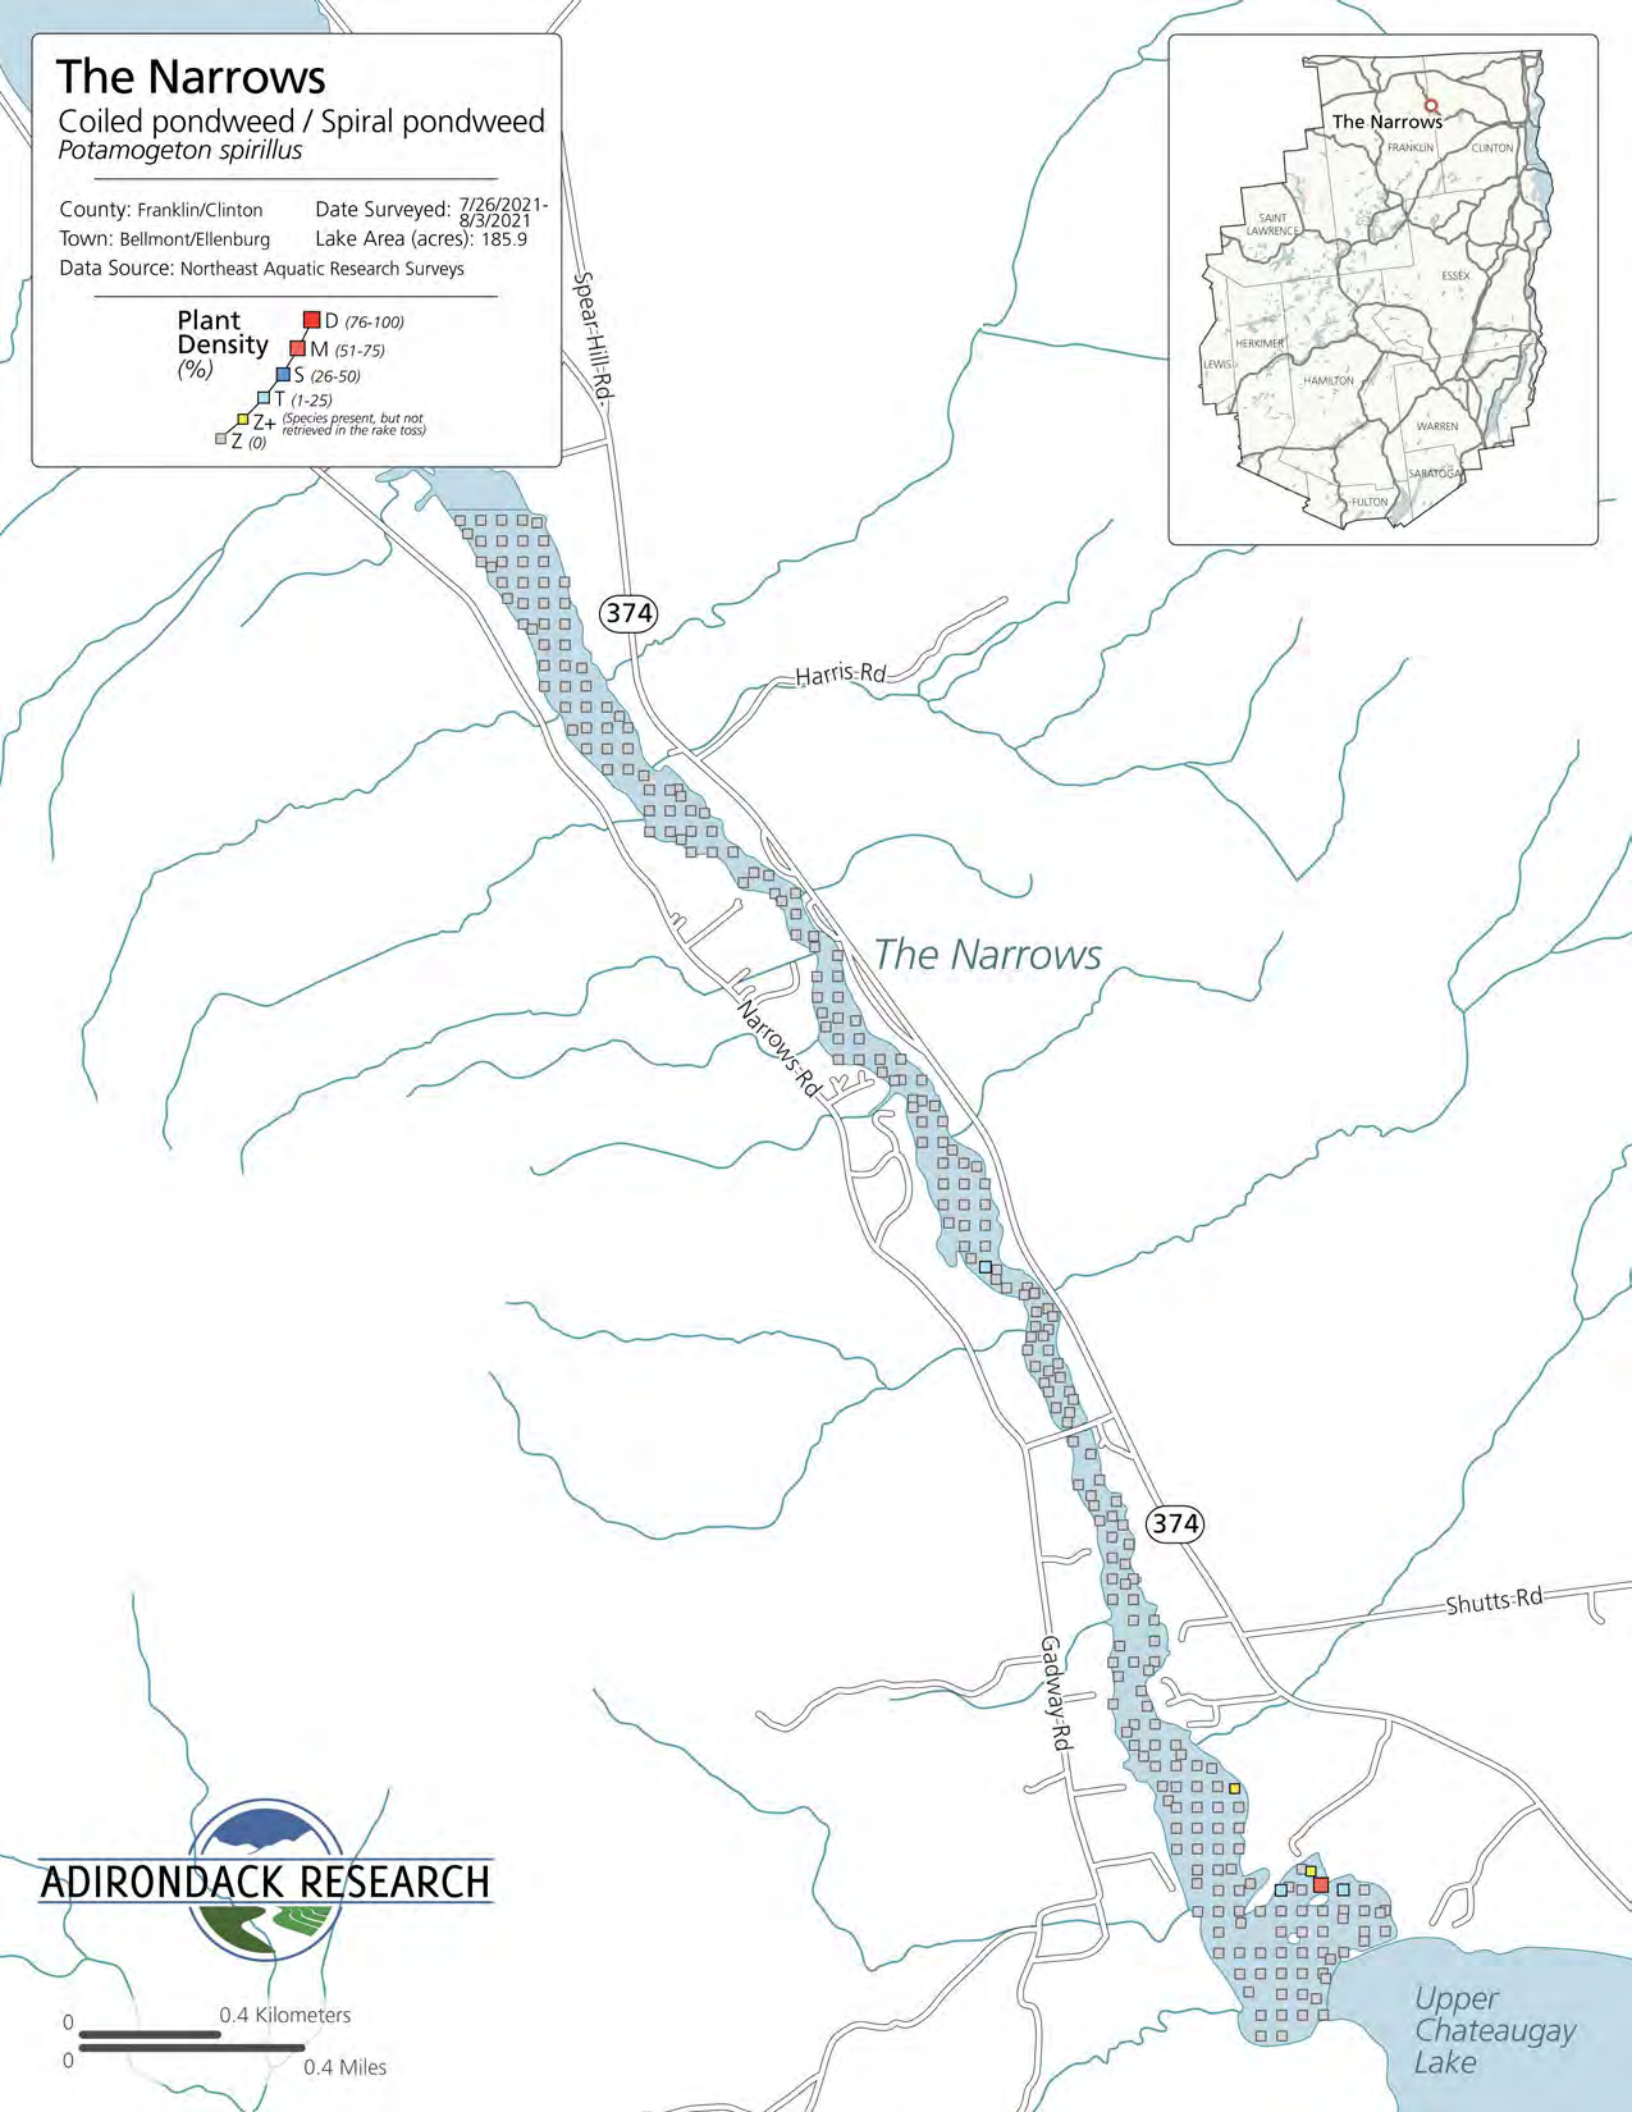 The Narrows
Coiled pondweed / Spiral pondweed
Potamogeton spirillus
County: Franklin/Clinton
Date Surveyed: 7/26/2021-
8/3/2021
Town: Bellmont/Ellenburg
Lake Area (acres): 185.9
Data Source: Northeast Aquatic Research Surveys
Plant
Density
(%)
D (76-100)
M (51-75)
S (26-50)
T (1-25)
Z+ (Species present, but not
retrieved in the rake toss)
Z (0)
The Narrows
FRANKLIN
CLINTON
SAINT
LAWRENCE
ESSEX
HERKIMER
LEWIS
HAMILTON
WARREN
SARATOGA
FULTON
Spear-Hill-Rd
374
Harris-Rd
The Narrows
Narrows-Rd
374
Shutts-Rd
Gadway-Rd
ADIRONDACK RESEARCH
0
0.4 Kilometers
0
0.4 Miles
Upper
Chateaugay
Lake